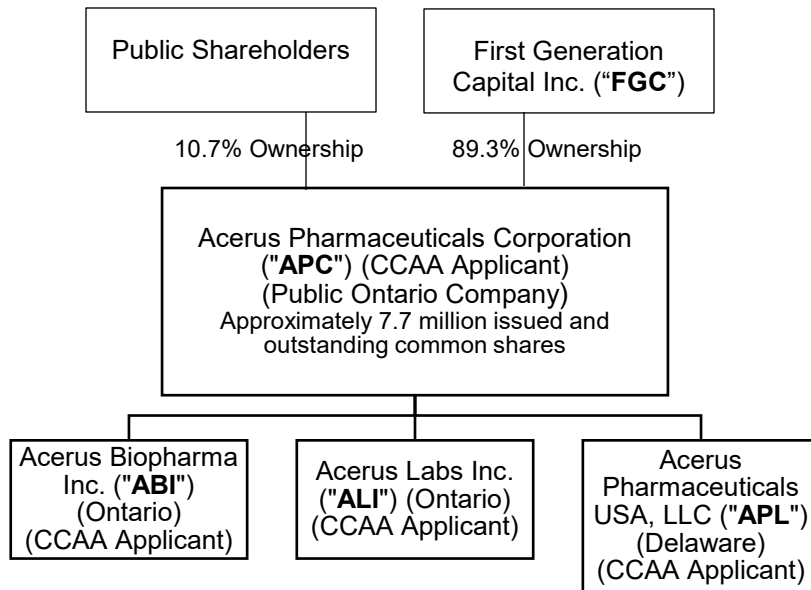 Public Shareholders
First Generation
Capital Inc. (“FGC”)
10.7% Ownership
89.3% Ownership
Acerus Pharmaceuticals Corporation
("APC") (CCAA Applicant)
(Public Ontario Company)
Approximately 7.7 million issued and
outstanding common shares
Acerus Biopharma
Inc. ("ABI")
(Ontario)
(CCAA Applicant)
Acerus Labs Inc.
("ALI") (Ontario)
(CCAA Applicant)
Acerus
Pharmaceuticals
USA, LLC ("APL")
(Delaware)
(CCAA Applicant)